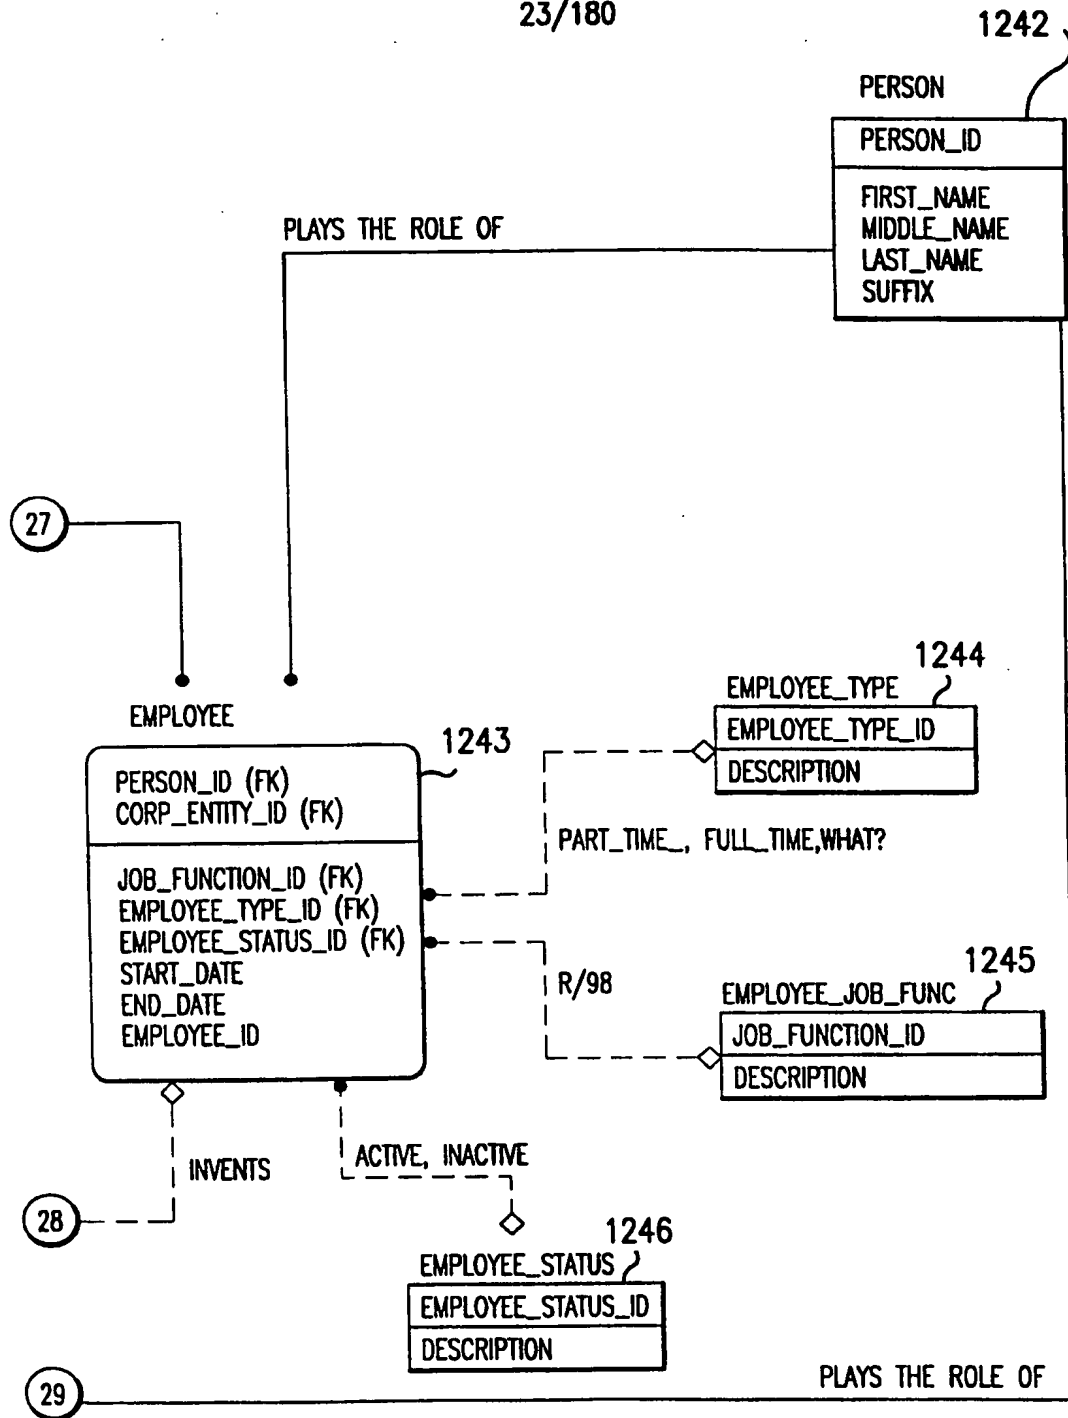 23/180
1242
PERSON
PERSON_ID
FIRST_NAME
MIDDLE_NAME
LAST_NAME
SUFFIX
PLAYS THE ROLE OF
27
EMPLOYEE
1243
PERSON_ID (FK)
CORP_ENTITY_ID (FK)
JOB_FUNCTION_ID (FK)
EMPLOYEE_TYPE_ID (FK)
EMPLOYEE_STATUS_ID (FK)
START_DATE
END_DATE
EMPLOYEE_ID
1244
EMPLOYEE_TYPE
EMPLOYEE_TYPE_ID
DESCRIPTION
PART_TIME_, FULL_TIME,WHAT?
R/98
1245
EMPLOYEE_JOB_FUNC
JOB_FUNCTION_ID
DESCRIPTION
INVENTS
ACTIVE, INACTIVE
28
1246
EMPLOYEE_STATUS
EMPLOYEE_STATUS_ID
DESCRIPTION
29
PLAYS THE ROLE OF